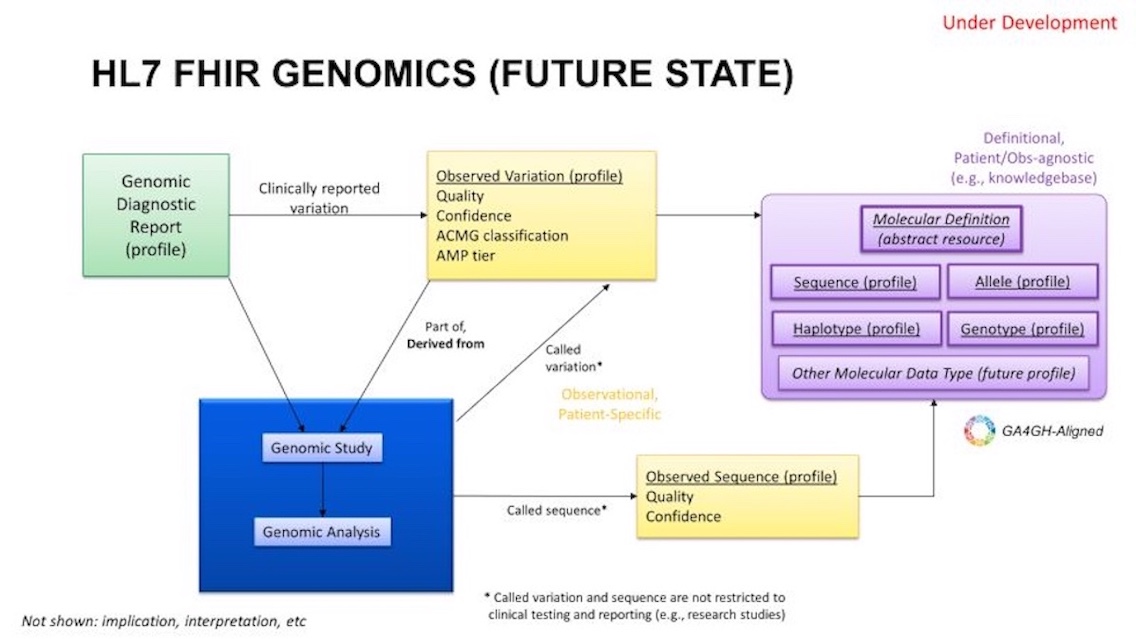 Under Development
HL7 FHIR GENOMICS (FUTURE STATE)
Definitional,
Patient/Obs-agnostic
(e.g., knowledgebase)
Genomic
Diagnostic
Report
(profile)
Clinically reported
variation
Observed Variation (profile)
Quality
Confidence
ACMG classification
AMP tier
Molecular Definition
(abstract resource)
Sequence (profile)
Allele (profile)
Haplotype (profile)
Genotype (profile)
Other Molecular Data Type (future profile)
Part of,
Derived from
Called
variation*
Observational,
Patient-Specific
GA4GH-Aligned
Genomic Study
Genomic Analysis
Called sequence*
Observed Sequence (profile)
Quality
Confidence
* Called variation and sequence are not restricted to
clinical testing and reporting (e.g., research studies)
Not shown: implication, interpretation, etc